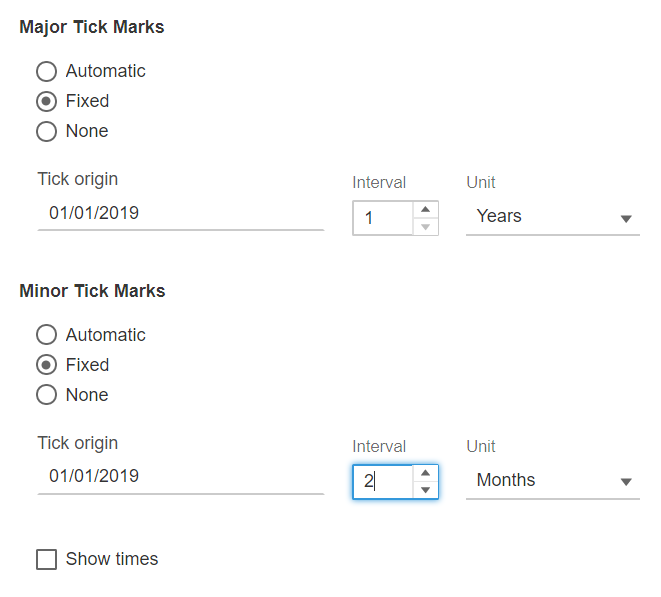 Major Tick Marks
Automatic
Fixed
None
Tick origin Interval Unit
01/01/2019 1 Years
Minor Tick Marks
Automatic
Fixed
None
Tick origin Interval Unit
01/01/2019 2 Months
Show times